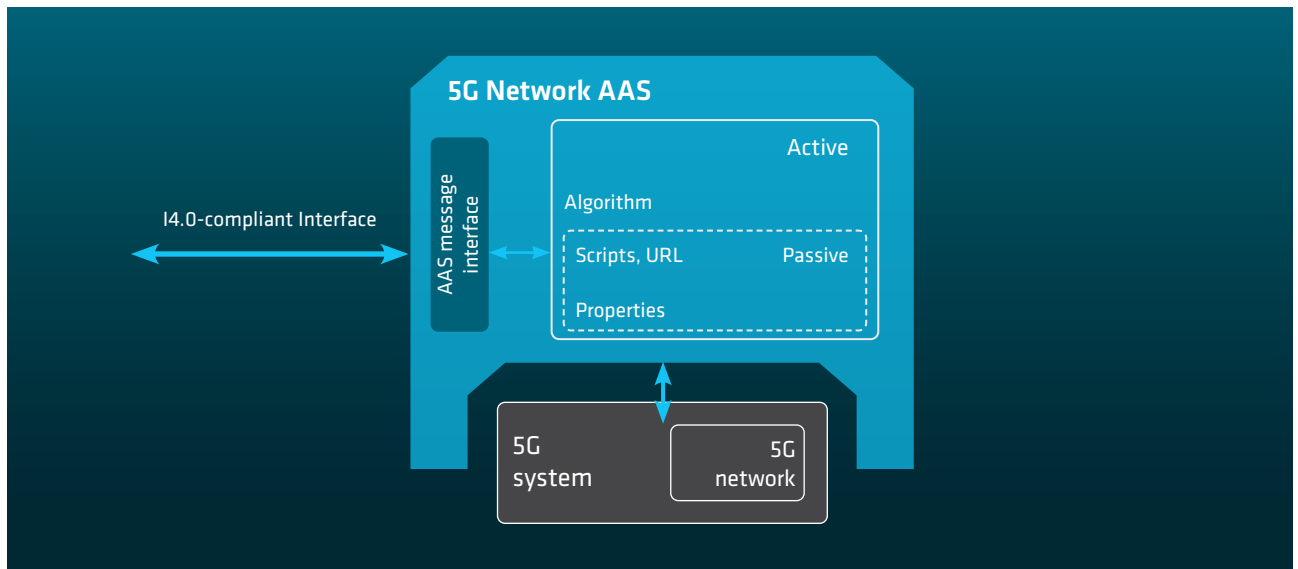 5G Network AAS
Active
I4.0-compliant Interface
AAS message
interface
Algorithm
Scripts, URL
Passive
Properties
5G
system
5G
network